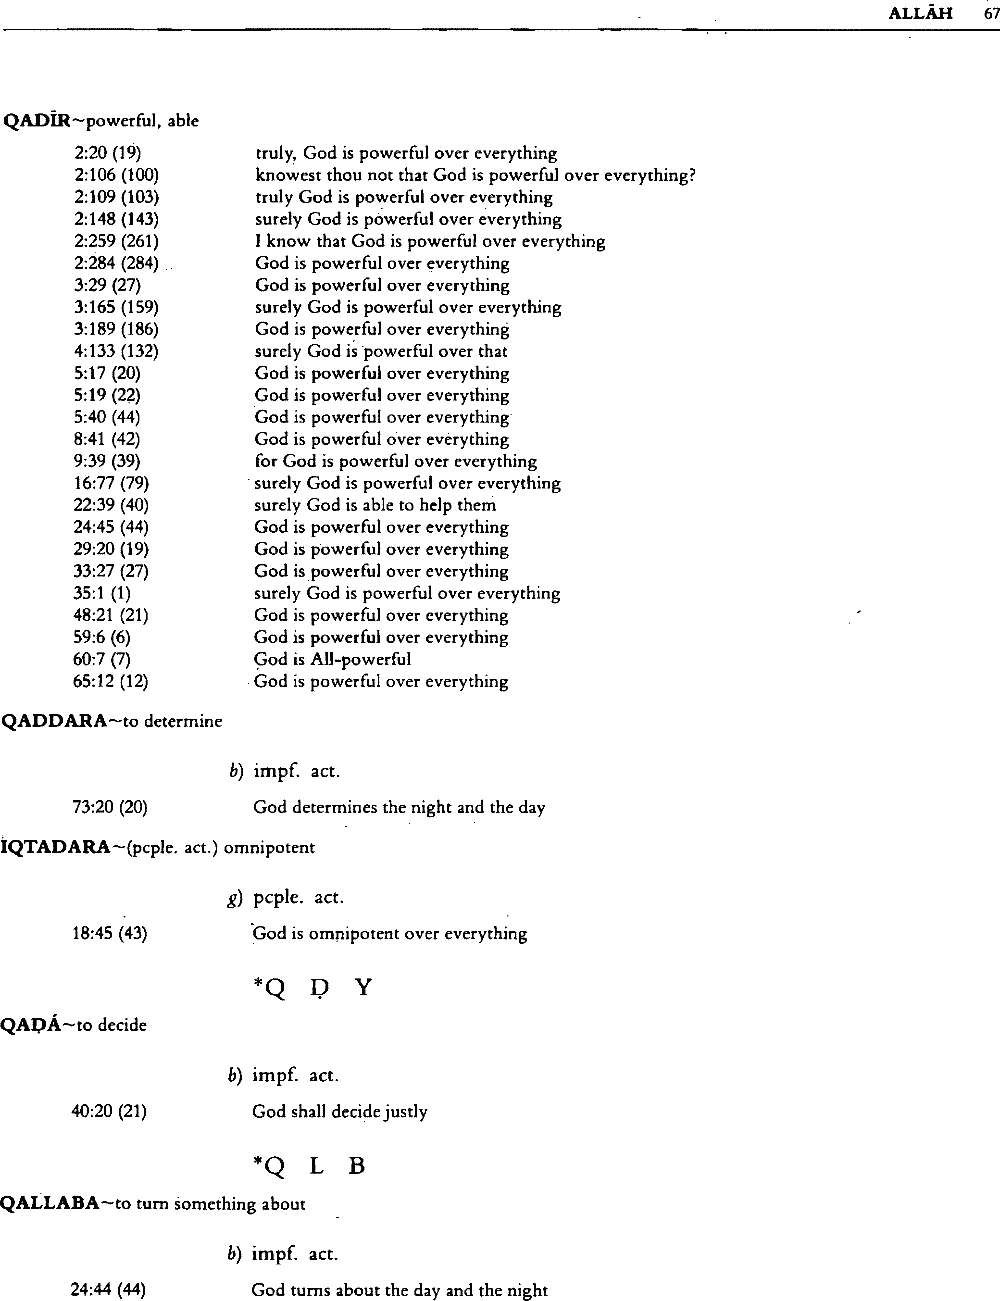 ALLĀH 67
QADĪR~powerful, able
2:20 (19) truly, God is powerful over everything
2:106 (100) knowest thou not that God is powerful over everything?
2:109 (103) truly God is powerful over everything
2:148 (143) surely God is powerful over everything
2:259 (261) I know that God is powerful over everything
2:284 (284) God is powerful over everything
3:29 (27) God is powerful over everything
3:165 (159) surely God is powerful over everything
3:189 (186) God is powerful over everything
4:133 (132) surely God is powerful over that
5:17 (20) God is powerful over everything
5:19 (22) God is powerful over everything
5:40 (44) God is powerful over everything
8:41 (42) God is powerful over everything
9:39 (39) for God is powerful over everything
16:77 (79) surely God is powerful over everything
22:39 (40) surely God is able to help them
24:45 (44) God is powerful over everything
29:20 (19) God is powerful over everything
33:27 (27) God is powerful over everything
35:1 (1) surely God is powerful over everything
48:21 (21) God is powerful over everything
59:6 (6) God is powerful over everything
60:7 (7) God is All-powerful
65:12 (12) God is powerful over everything
QADDARA~to determine
b) impf. act.
73:20 (20) God determines the night and the day
IQTADARA~(pcple. act.) omnipotent
g) pcple. act.
18:45 (43) God is omnipotent over everything
*Q Ḍ Y
QAḌÁ~to decide
b) impf. act.
40:20 (21) God shall decide justly
*Q L B
QALLABA~to turn something about
b) impf. act.
24:44 (44) God turns about the day and the night